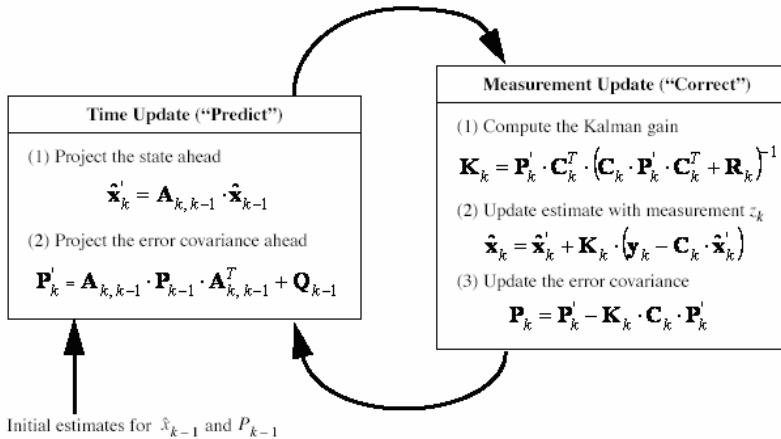 Time Update (“Predict”)
(1) Project the state ahead
x̂'ₖ = Aₖ,ₖ₋₁ · x̂ₖ₋₁
(2) Project the error covariance ahead
P'ₖ = Aₖ,ₖ₋₁ · Pₖ₋₁ · Aᵀₖ,ₖ₋₁ + Qₖ₋₁
Initial estimates for x̂ₖ₋₁ and Pₖ₋₁
Measurement Update (“Correct”)
(1) Compute the Kalman gain
Kₖ = P'ₖ · Cᵀₖ · (Cₖ · P'ₖ · Cᵀₖ + Rₖ)⁻¹
(2) Update estimate with measurement zₖ
x̂ₖ = x̂'ₖ + Kₖ · (yₖ − Cₖ · x̂'ₖ)
(3) Update the error covariance
Pₖ = P'ₖ − Kₖ · Cₖ · P'ₖ